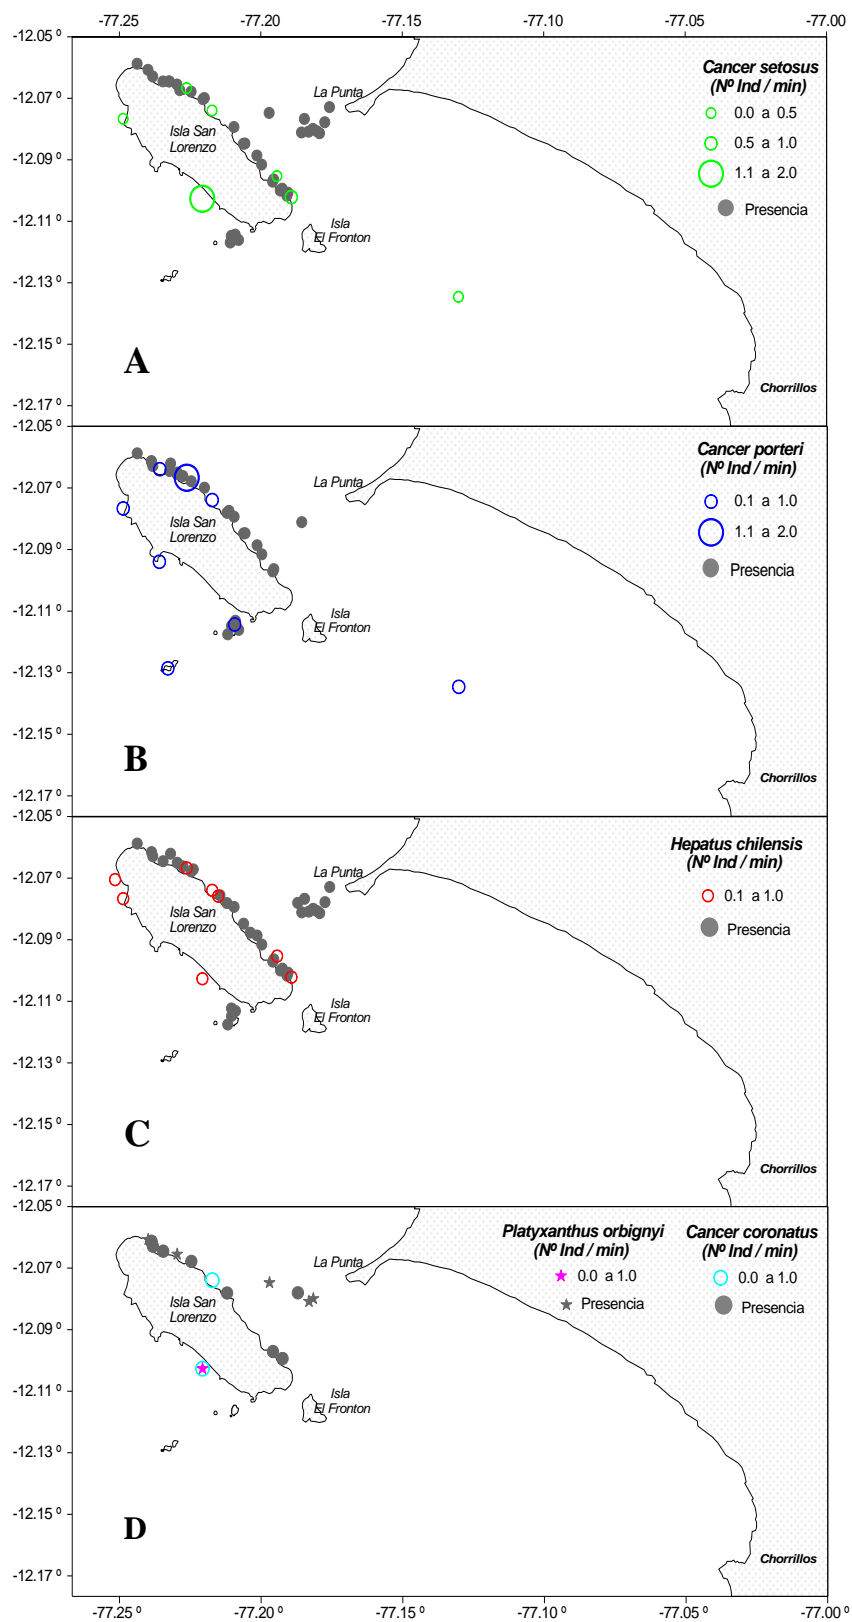 -77.25 -77.20 -77.15 -77.10 -77.05 -77.00
-12.05 º
-12.07 º
-12.09 º
-12.11 º
-12.13 º
-12.15 º
-12.17 º
La Punta
Isla San
Lorenzo
Isla
El Fronton
Chorrillos
A
Cancer setosus
(Nº Ind / min)
0.0 a 0.5
0.5 a 1.0
1.1 a 2.0
Presencia
-12.05 º
-12.07 º
-12.09 º
-12.11 º
-12.13 º
-12.15 º
-12.17 º
La Punta
Isla San
Lorenzo
Isla
El Fronton
Chorrillos
B
Cancer porteri
(Nº Ind / min)
0.1 a 1.0
1.1 a 2.0
Presencia
-12.05 º
-12.07 º
-12.09 º
-12.11 º
-12.13 º
-12.15 º
-12.17 º
La Punta
Isla San
Lorenzo
Isla
El Fronton
Chorrillos
C
Hepatus chilensis
(Nº Ind / min)
0.1 a 1.0
Presencia
-12.05 º
-12.07 º
-12.09 º
-12.11 º
-12.13 º
-12.15 º
-12.17 º
La Punta
Isla San
Lorenzo
Isla
El Fronton
Chorrillos
D
Platyxanthus orbignyi
(Nº Ind / min)
0.0 a 1.0
Presencia
Cancer coronatus
(Nº Ind / min)
0.0 a 1.0
Presencia
-77.25 -77.20 º -77.15 º -77.10 º -77.05 º -77.00 º